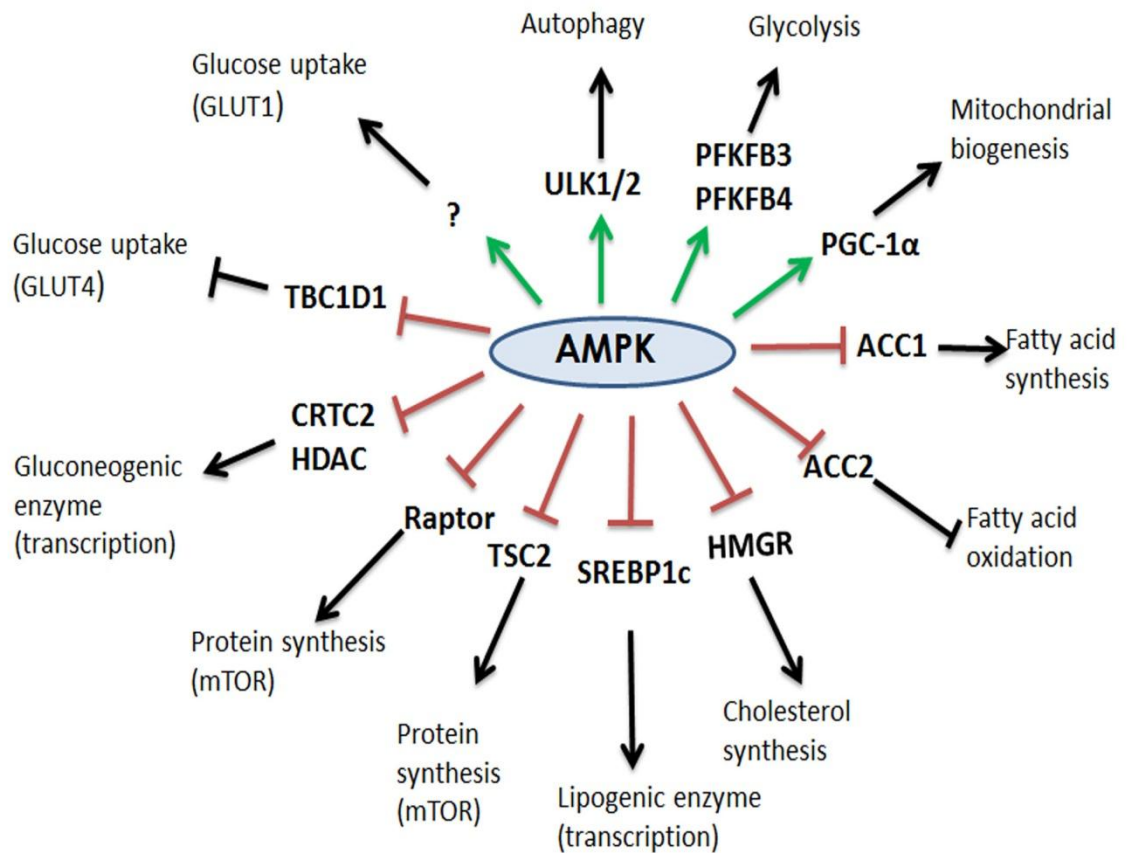 Autophagy
Glycolysis
Glucose uptake
(GLUT1)
Mitochondrial
biogenesis
PFKFB3
PFKFB4
ULK1/2
?
PGC-1α
Glucose uptake
(GLUT4)
TBC1D1
AMPK
ACC1
Fatty acid
synthesis
CRTC2
HDAC
Gluconeogenic
enzyme
(transcription)
ACC2
Fatty acid
oxidation
Raptor
TSC2
SREBP1c
HMGR
Protein synthesis
(mTOR)
Protein
synthesis
(mTOR)
Cholesterol
synthesis
Lipogenic enzyme
(transcription)